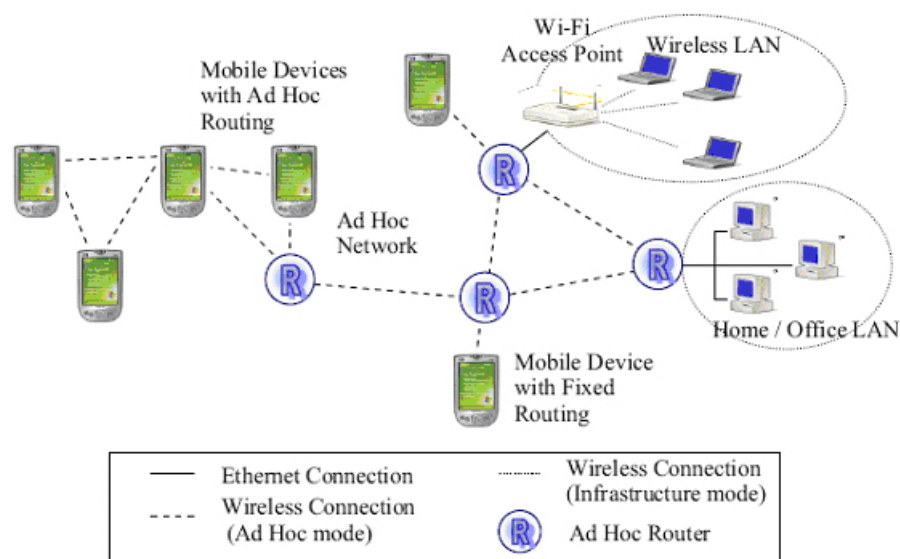 Wi-Fi
Access Point
Wireless LAN
Mobile Devices
with Ad Hoc
Routing
R
Ad Hoc
Network
R
R
R
Home / Office LAN
Mobile Device
with Fixed
Routing
Ethernet Connection
Wireless Connection
(Infrastructure mode)
Wireless Connection
(Ad Hoc mode)
R
Ad Hoc Router